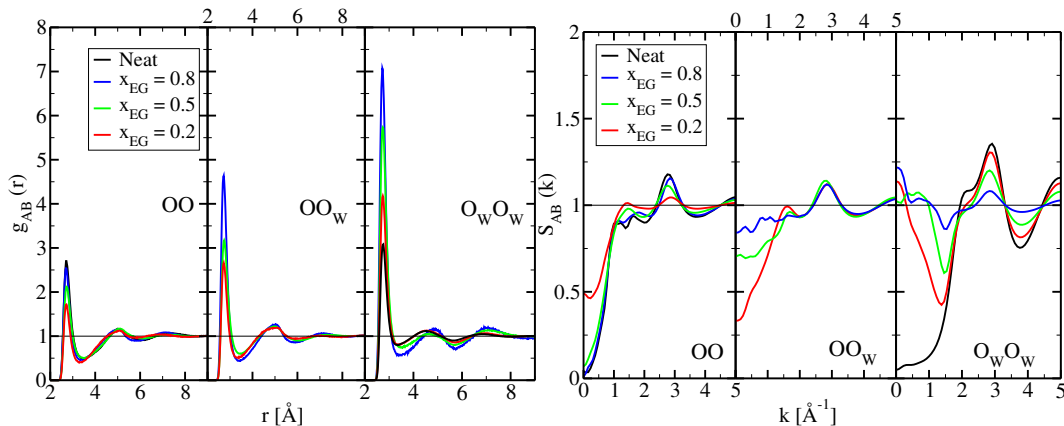 2 4 6 8
8
7
6
5
4
3
2
1
0
g_AB (r)
Neat
x_EG = 0.8
x_EG = 0.5
x_EG = 0.2
OO
OO_W
O_WO_W
2 4 6 8
2 4 6 8
r [Å]
0 1 2 3 4 5
2
1.5
1
0.5
0
S_AB (k)
Neat
x_EG = 0.8
x_EG = 0.5
x_EG = 0.2
OO
OO_W
O_WO_W
0 1 2 3 4 5
0 1 2 3 4 5
k [Å⁻¹]